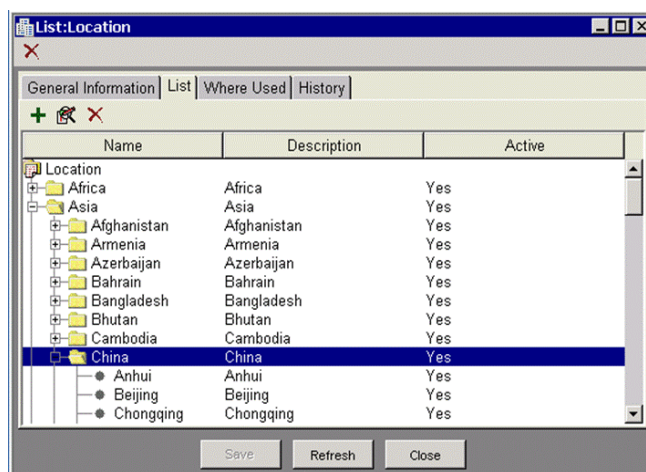 List:Location
General Information List Where Used History
Name Description Active
Location
Africa Africa Yes
Asia Asia Yes
Afghanistan Afghanistan Yes
Armenia Armenia Yes
Azerbaijan Azerbaijan Yes
Bahrain Bahrain Yes
Bangladesh Bangladesh Yes
Bhutan Bhutan Yes
Cambodia Cambodia Yes
China China Yes
Anhui Anhui Yes
Beijing Beijing Yes
Chongqing Chongqing Yes
Save Refresh Close